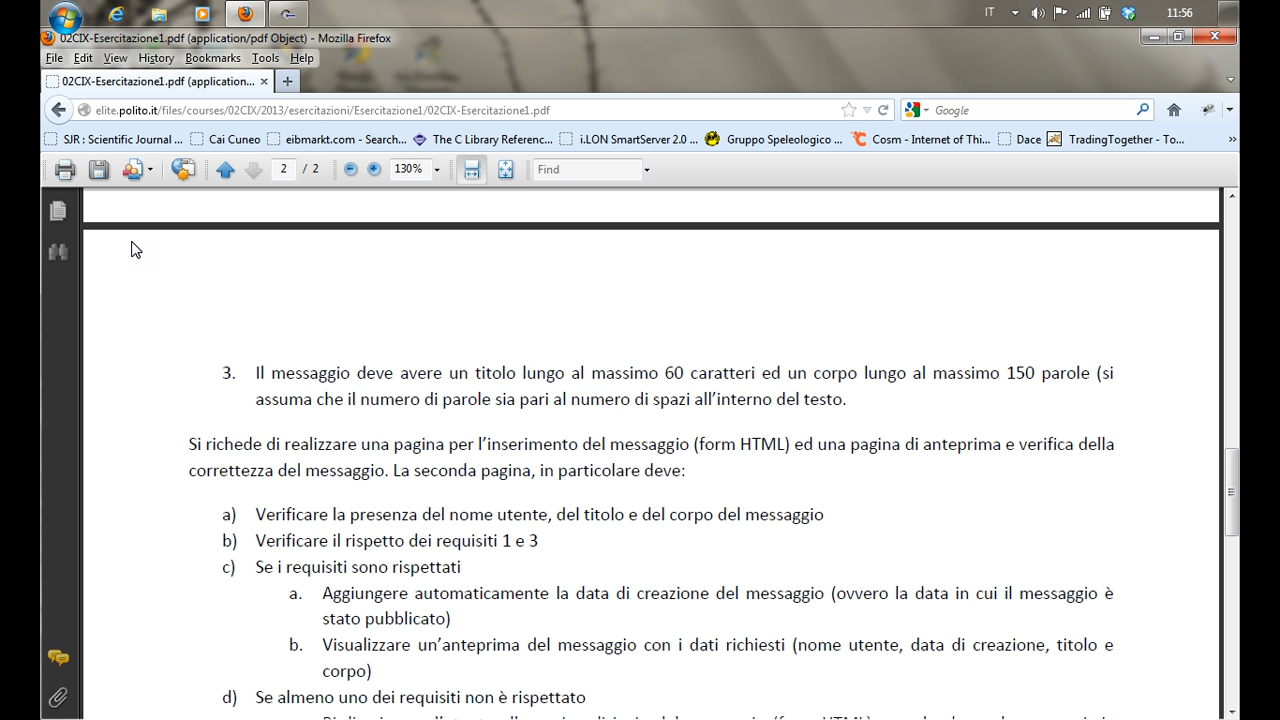 IT 11:56
02CIX-Esercitazione1.pdf (application/pdf Object) - Mozilla Firefox
File Edit View History Bookmarks Tools Help
02CIX-Esercitazione1.pdf (application... × +
elite.polito.it/files/courses/02CIX/2013/esercitazioni/Esercitazione1/02CIX-Esercitazione1.pdf Google
SJR : Scientific Journal ... Cai Cuneo eibmarkt.com - Search... The C Library Referenc... i.LON SmartServer 2.0 ... Gruppo Speleologico ... Cosm - Internet of Thi... Dace TradingTogether - To... »
2 / 2 130% Find
3. Il messaggio deve avere un titolo lungo al massimo 60 caratteri ed un corpo lungo al massimo 150 parole (si
assuma che il numero di parole sia pari al numero di spazi all'interno del testo.
Si richede di realizzare una pagina per l'inserimento del messaggio (form HTML) ed una pagina di anteprima e verifica della
correttezza del messaggio. La seconda pagina, in particolare deve:
a) Verificare la presenza del nome utente, del titolo e del corpo del messaggio
b) Verificare il rispetto dei requisiti 1 e 3
c) Se i requisiti sono rispettati
a. Aggiungere automaticamente la data di creazione del messaggio (ovvero la data in cui il messaggio è
stato pubblicato)
b. Visualizzare un'anteprima del messaggio con i dati richiesti (nome utente, data di creazione, titolo e
corpo)
d) Se almeno uno dei requisiti non è rispettato